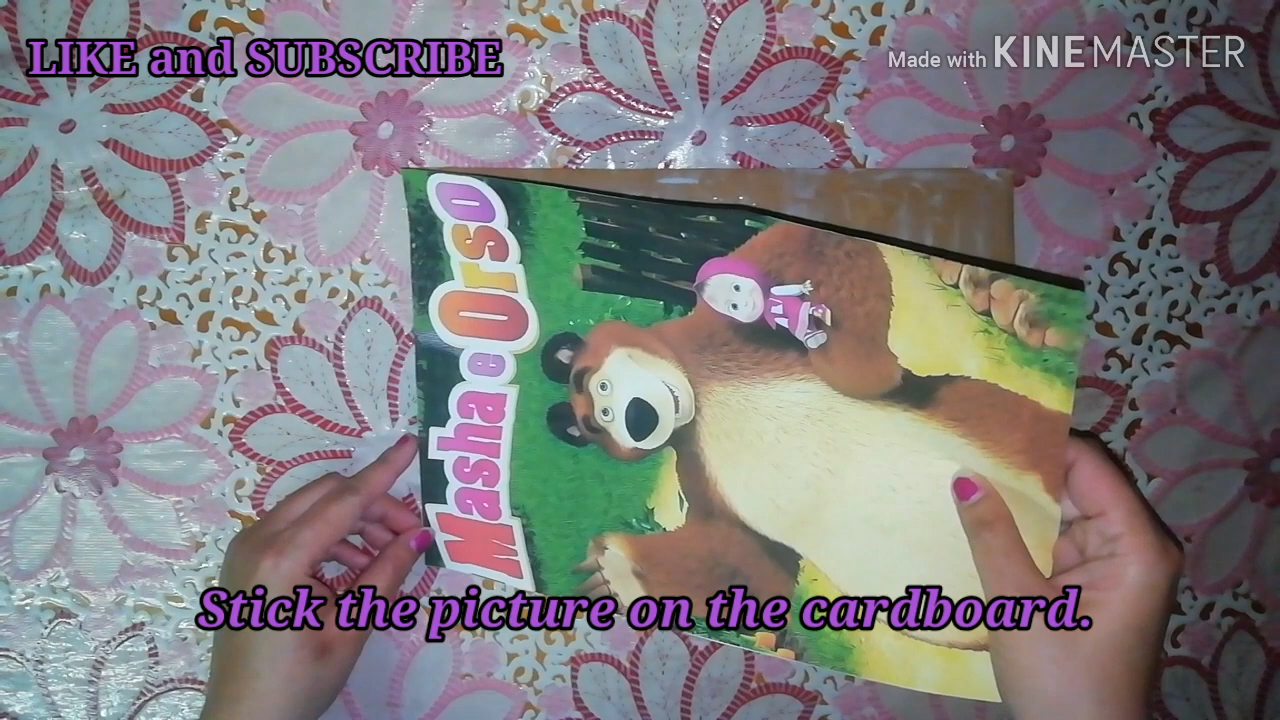 LIKE and SUBSCRIBE
Made with KINEMASTER
Masha e Orso
Stick the picture on the cardboard.